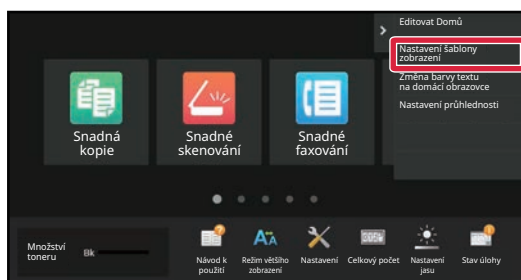 Editovat Domů
Nastavení šablony
zobrazení
Změna barvy textu
na domácí obrazovce
Nastavení průhlednosti
Snadná
kopie
Snadné
skenování
Snadné
faxování
Množství
toneru
Bk
Návod k
použití
Režim většího
zobrazení
Nastavení
Celkový počet
Nastavení
jasu
Stav úlohy